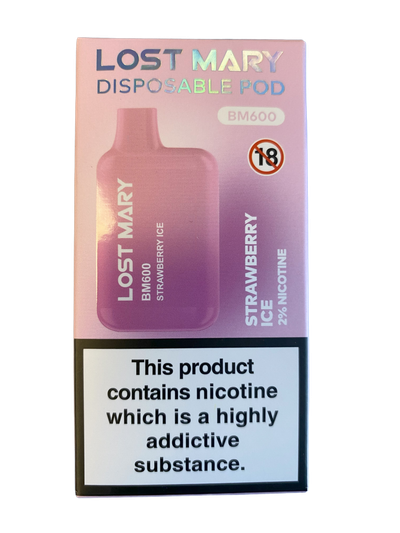 LOST MARY
DISPOSABLE POD
BM600
18
LOST MARY
BM600
STRAWBERRY ICE
STRAWBERRY
ICE
2% NICOTINE
This product
contains nicotine
which is a highly
addictive
substance.